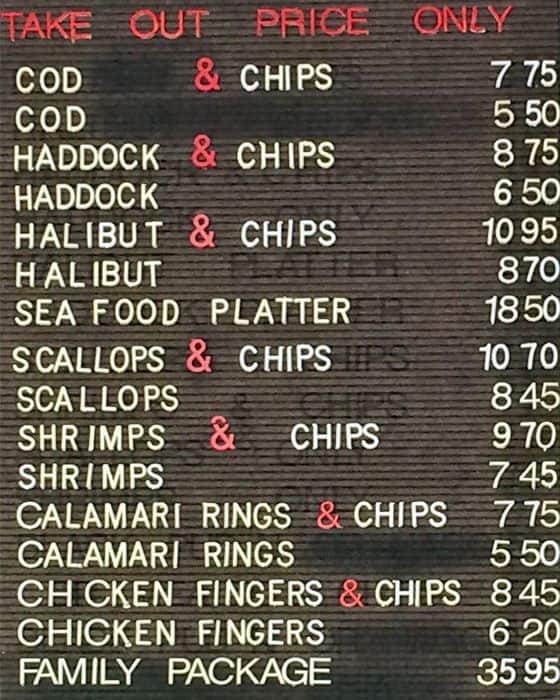 TAKE OUT PRICE ONLY
COD & CHIPS 7 75
COD 5 50
HADDOCK & CHIPS 8 75
HADDOCK 6 50
HALIBUT & CHIPS 10 95
HALIBUT 8 70
SEA FOOD PLATTER 18 50
SCALLOPS & CHIPS 10 70
SCALLOPS 8 45
SHRIMPS & CHIPS 9 70
SHRIMPS 7 45
CALAMARI RINGS & CHIPS 7 75
CALAMARI RINGS 5 50
CHICKEN FINGERS & CHIPS 8 45
CHICKEN FINGERS 6 20
FAMILY PACKAGE 35 95